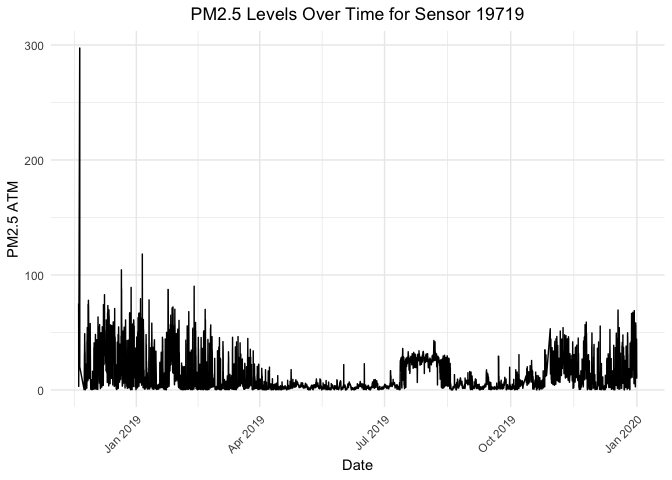 PM2.5 Levels Over Time for Sensor 19719
PM2.5 ATM
300
200
100
0
Jan 2019
Apr 2019
Jul 2019
Oct 2019
Jan 2020
Date